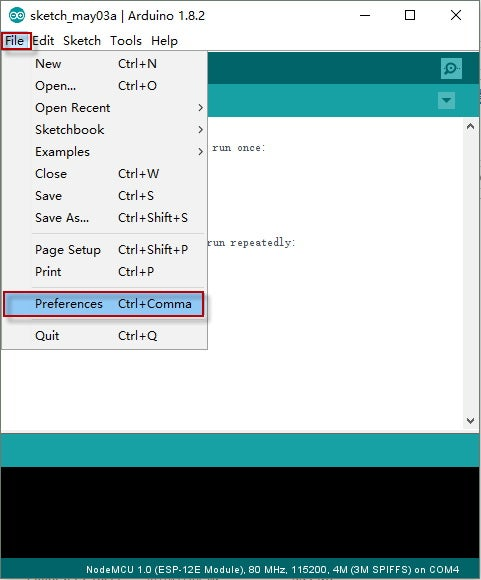 sketch_may03a | Arduino 1.8.2
File Edit Sketch Tools Help
New Ctrl+N
Open... Ctrl+O
Open Recent
Sketchbook
Examples
run once:
Close Ctrl+W
Save Ctrl+S
Save As... Ctrl+Shift+S
run repeatedly:
Page Setup Ctrl+Shift+P
Print Ctrl+P
Preferences Ctrl+Comma
Quit Ctrl+Q
NodeMCU 1.0 (ESP-12E Module), 80 MHz, 115200, 4M (3M SPIFFS) on COM4